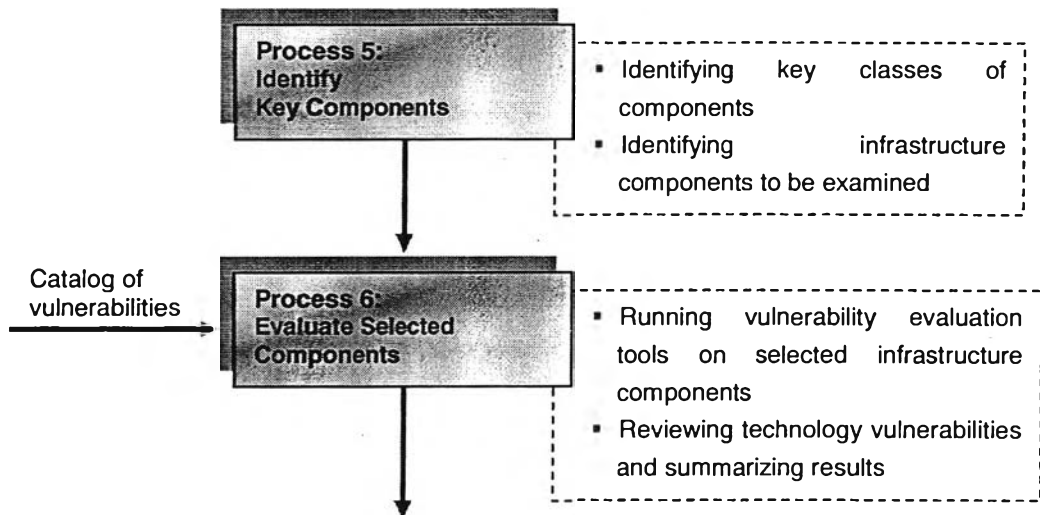 Process 5:
Identify
Key Components
▪ Identifying key classes of
components
▪ Identifying infrastructure
components to be examined
Catalog of
vulnerabilities
Process 6:
Evaluate Selected
Components
▪ Running vulnerability evaluation
tools on selected infrastructure
components
▪ Reviewing technology vulnerabilities
and summarizing results